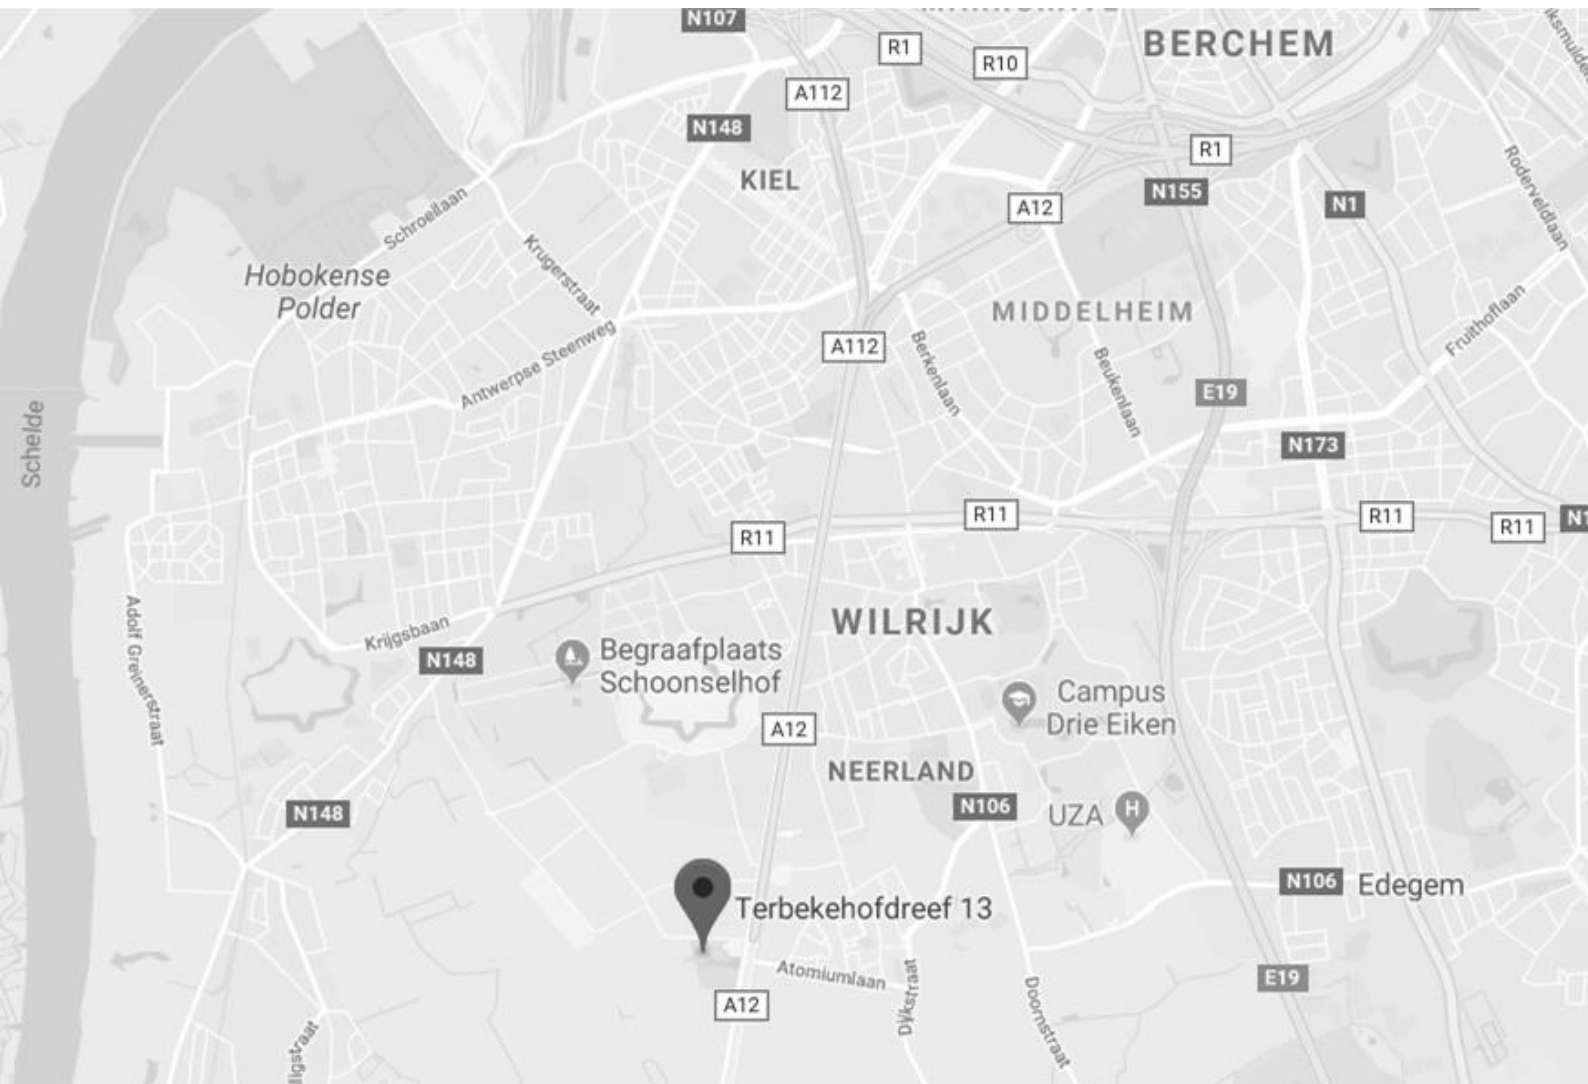 N107
R1
BERCHEM
R10
A112
N148
R1
KIEL
N155
A12
N1
Roderveldlaan
Schroeilaan
Krugerstraat
Hobokense
Polder
MIDDELHEIM
Fruithoflaan
Antwerpse Steenweg
A112
Berkenlaan
Beukenlaan
E19
Schelde
N173
R11
R11
R11
R11
N1
Adolf Greinerstraat
Krijgsbaan
WILRIJK
N148
Begraafplaats
Schoonselhof
Campus
Drie Eiken
A12
NEERLAND
N106
UZA
H
N148
N106
Edegem
Terbekehofdreef 13
Atomiumlaan
Dijkstraat
Doornstraat
E19
A12